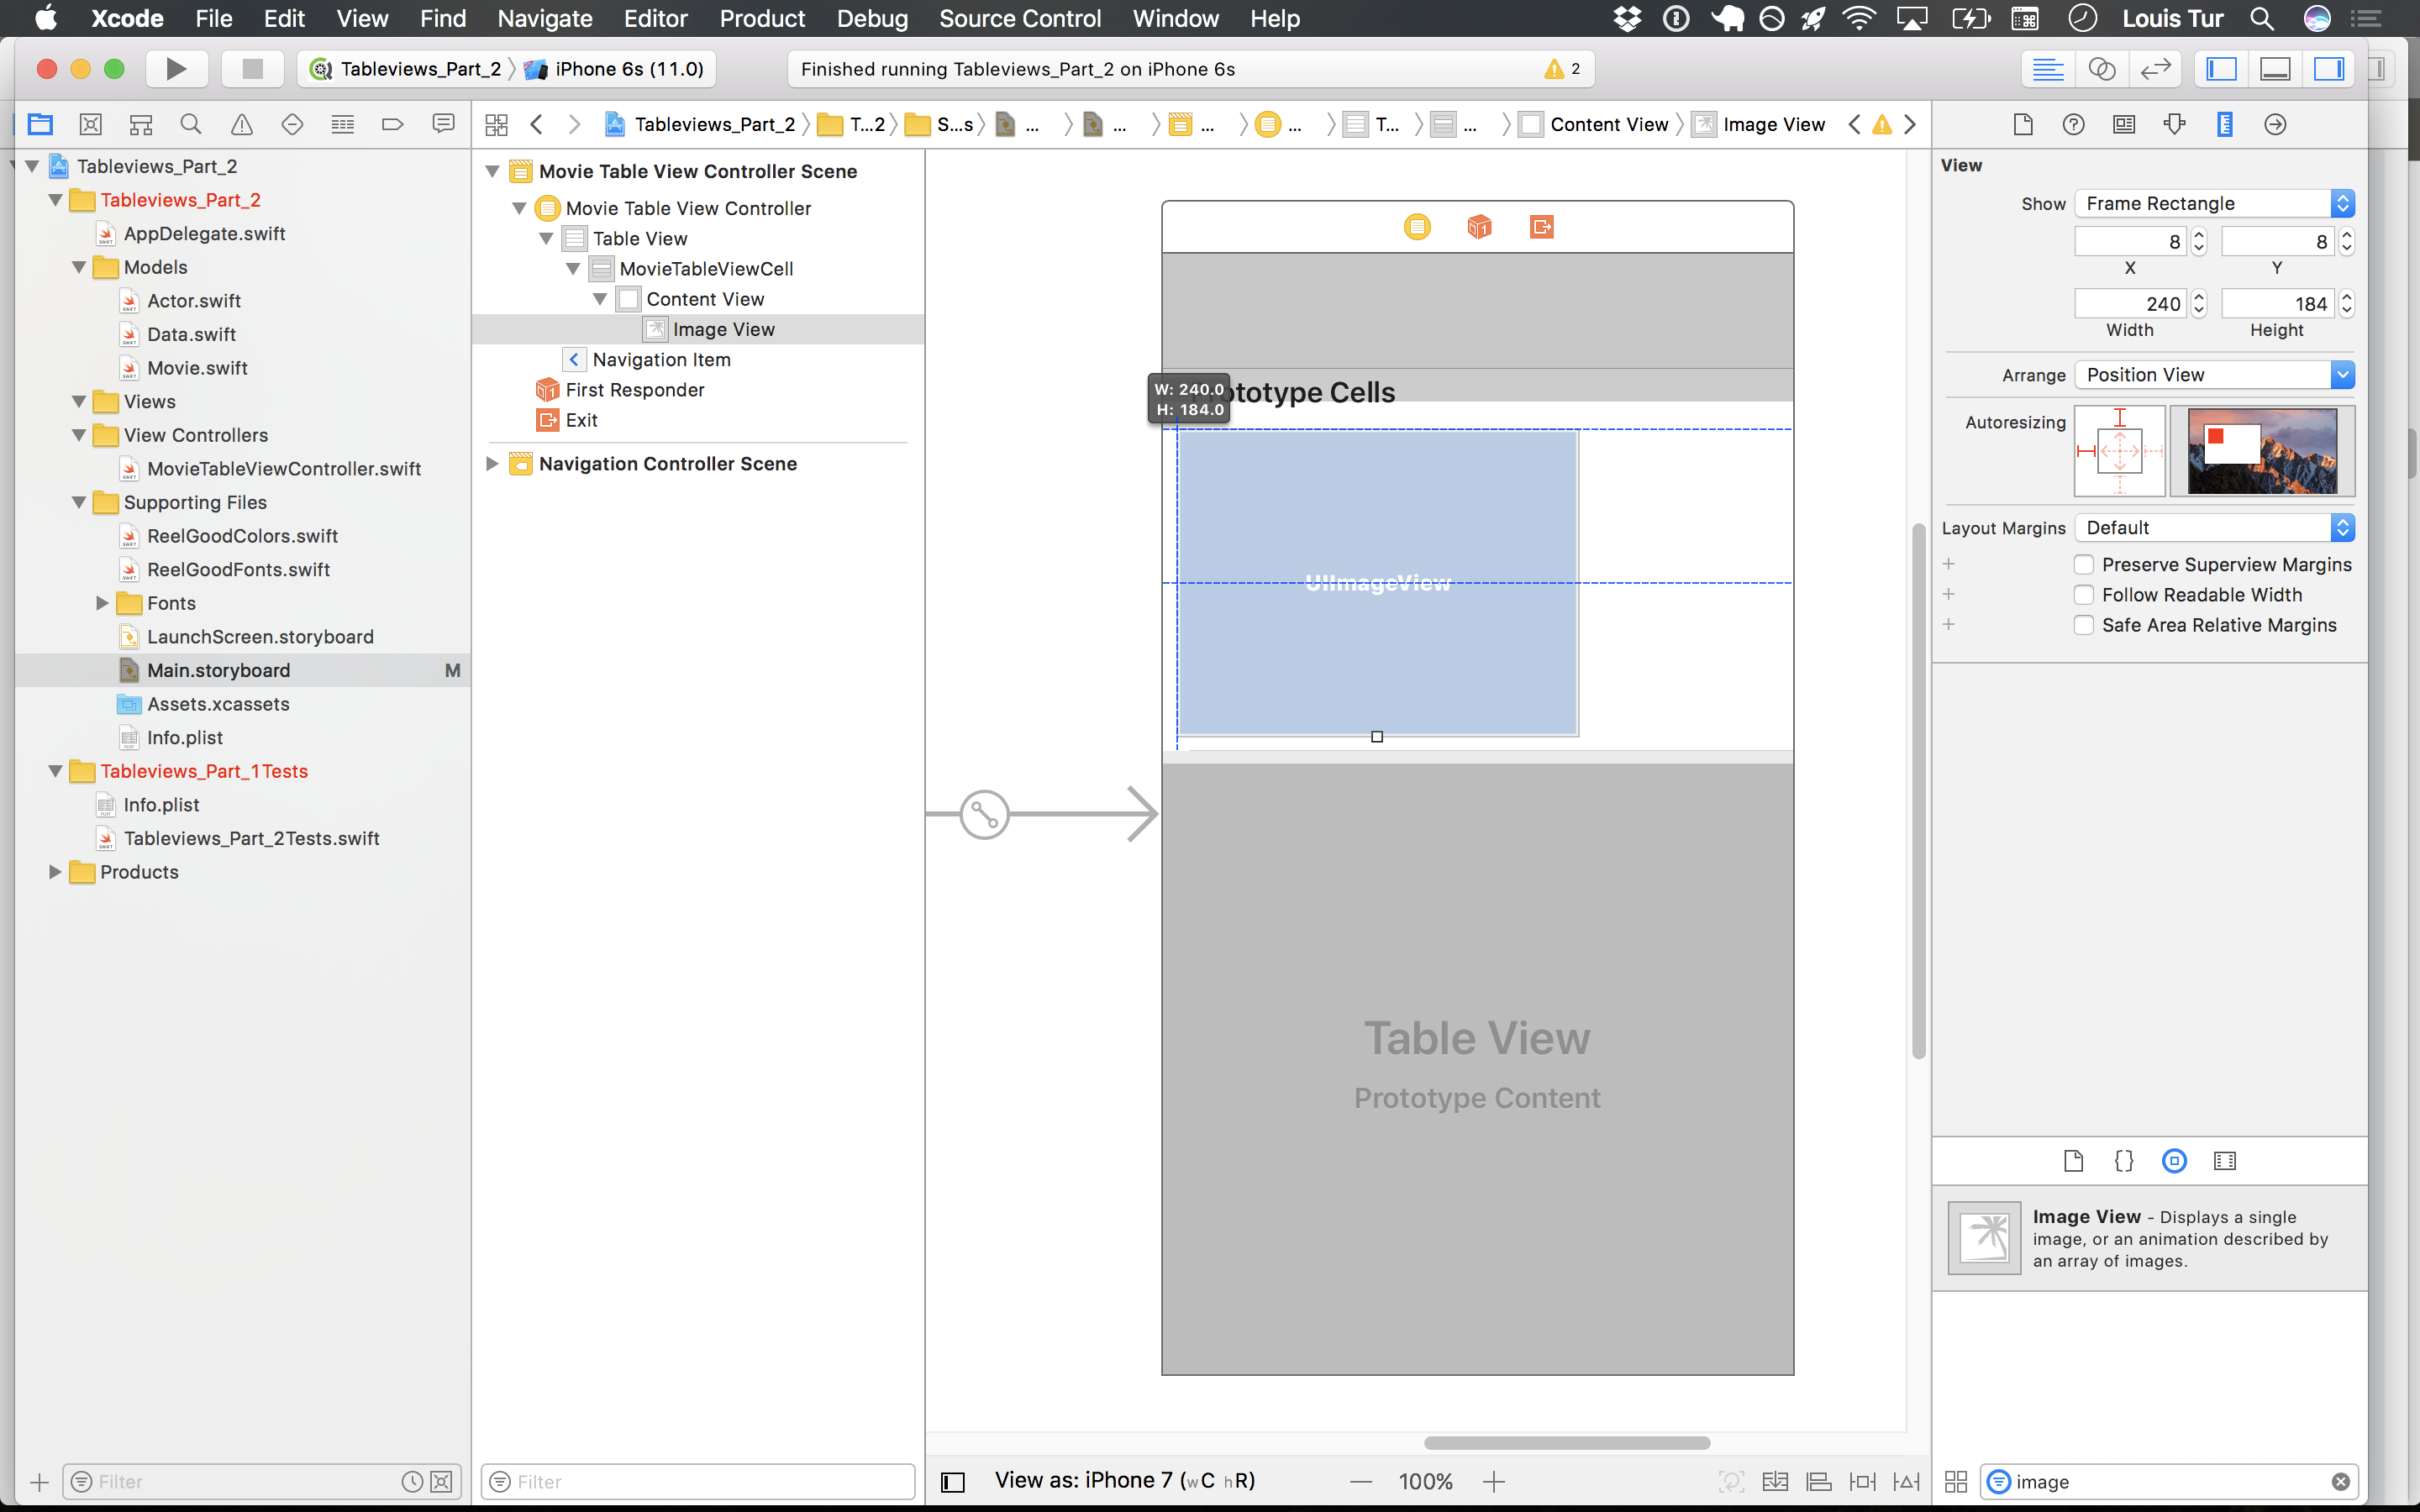 Xcode File Edit View Find Navigate Editor Product Debug Source Control Window Help Louis Tur
Tableviews_Part_2 iPhone 6s (11.0) Finished running Tableviews_Part_2 on iPhone 6s 2
Tableviews_Part_2 T...2 S...s ... ... ... ... T... ... Content View Image View
Tableviews_Part_2
Tableviews_Part_2
AppDelegate.swift
Models
Actor.swift
Data.swift
Movie.swift
Views
View Controllers
MovieTableViewController.swift
Supporting Files
ReelGoodColors.swift
ReelGoodFonts.swift
Fonts
LaunchScreen.storyboard
Main.storyboard M
Assets.xcassets
Info.plist
Tableviews_Part_1Tests
Info.plist
Tableviews_Part_2Tests.swift
Products
Filter
Movie Table View Controller Scene
Movie Table View Controller
Table View
MovieTableViewCell
Content View
Image View
Navigation Item
First Responder
Exit
Navigation Controller Scene
Filter
W: 240.0
H: 184.0
ototype Cells
UIImageView
Table View
Prototype Content
View as: iPhone 7 (wC hR) 100%
View
Show Frame Rectangle
8 8
X Y
240 184
Width Height
Arrange Position View
Autoresizing
Layout Margins Default
Preserve Superview Margins
Follow Readable Width
Safe Area Relative Margins
Image View - Displays a single
image, or an animation described by
an array of images.
image